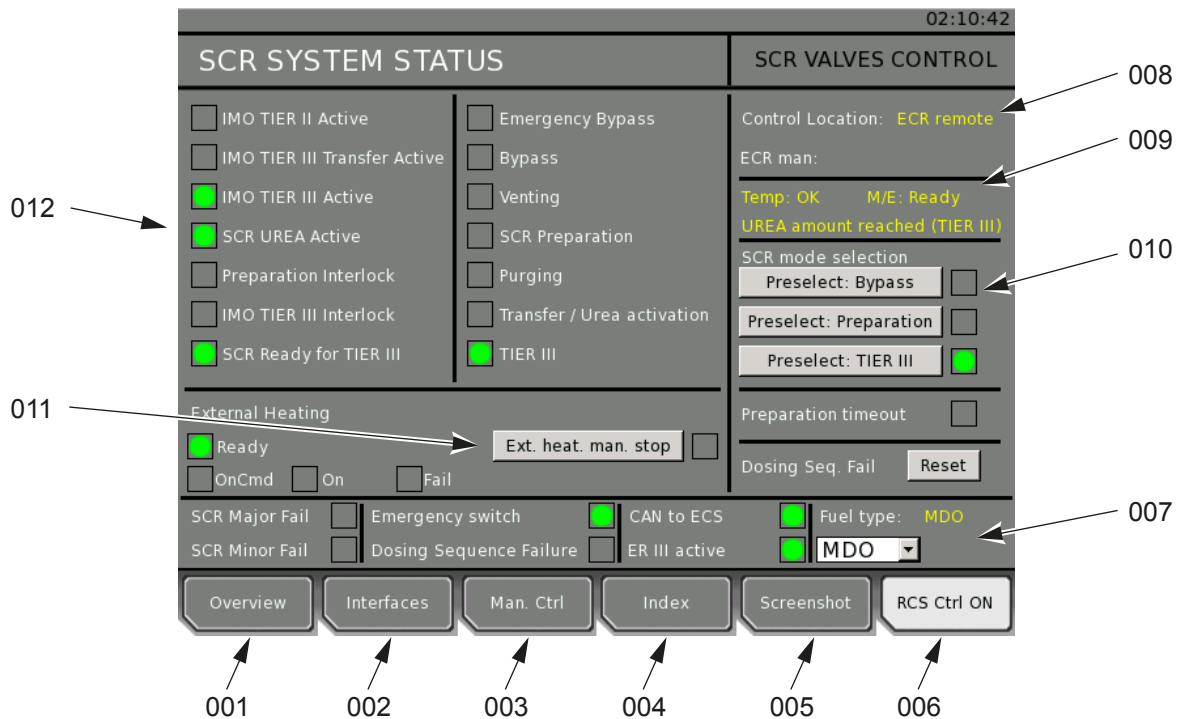 02:10:42
SCR SYSTEM STATUS
SCR VALVES CONTROL
IMO TIER II Active
IMO TIER III Transfer Active
IMO TIER III Active
SCR UREA Active
Preparation Interlock
IMO TIER III Interlock
SCR Ready for TIER III
Emergency Bypass
Bypass
Venting
SCR Preparation
Purging
Transfer / Urea activation
TIER III
Control Location: ECR remote
ECR man:
Temp: OK M/E: Ready
UREA amount reached (TIER III)
SCR mode selection
Preselect: Bypass
Preselect: Preparation
Preselect: TIER III
Preparation timeout
Dosing Seq. Fail Reset
External Heating
Ready
Ext. heat. man. stop
OnCmd On Fail
SCR Major Fail Emergency switch CAN to ECS Fuel type: MDO
SCR Minor Fail Dosing Sequence Failure ER III active MDO
Overview Interfaces Man. Ctrl Index Screenshot RCS Ctrl ON
008
009
010
007
012
011
001 002 003 004 005 006